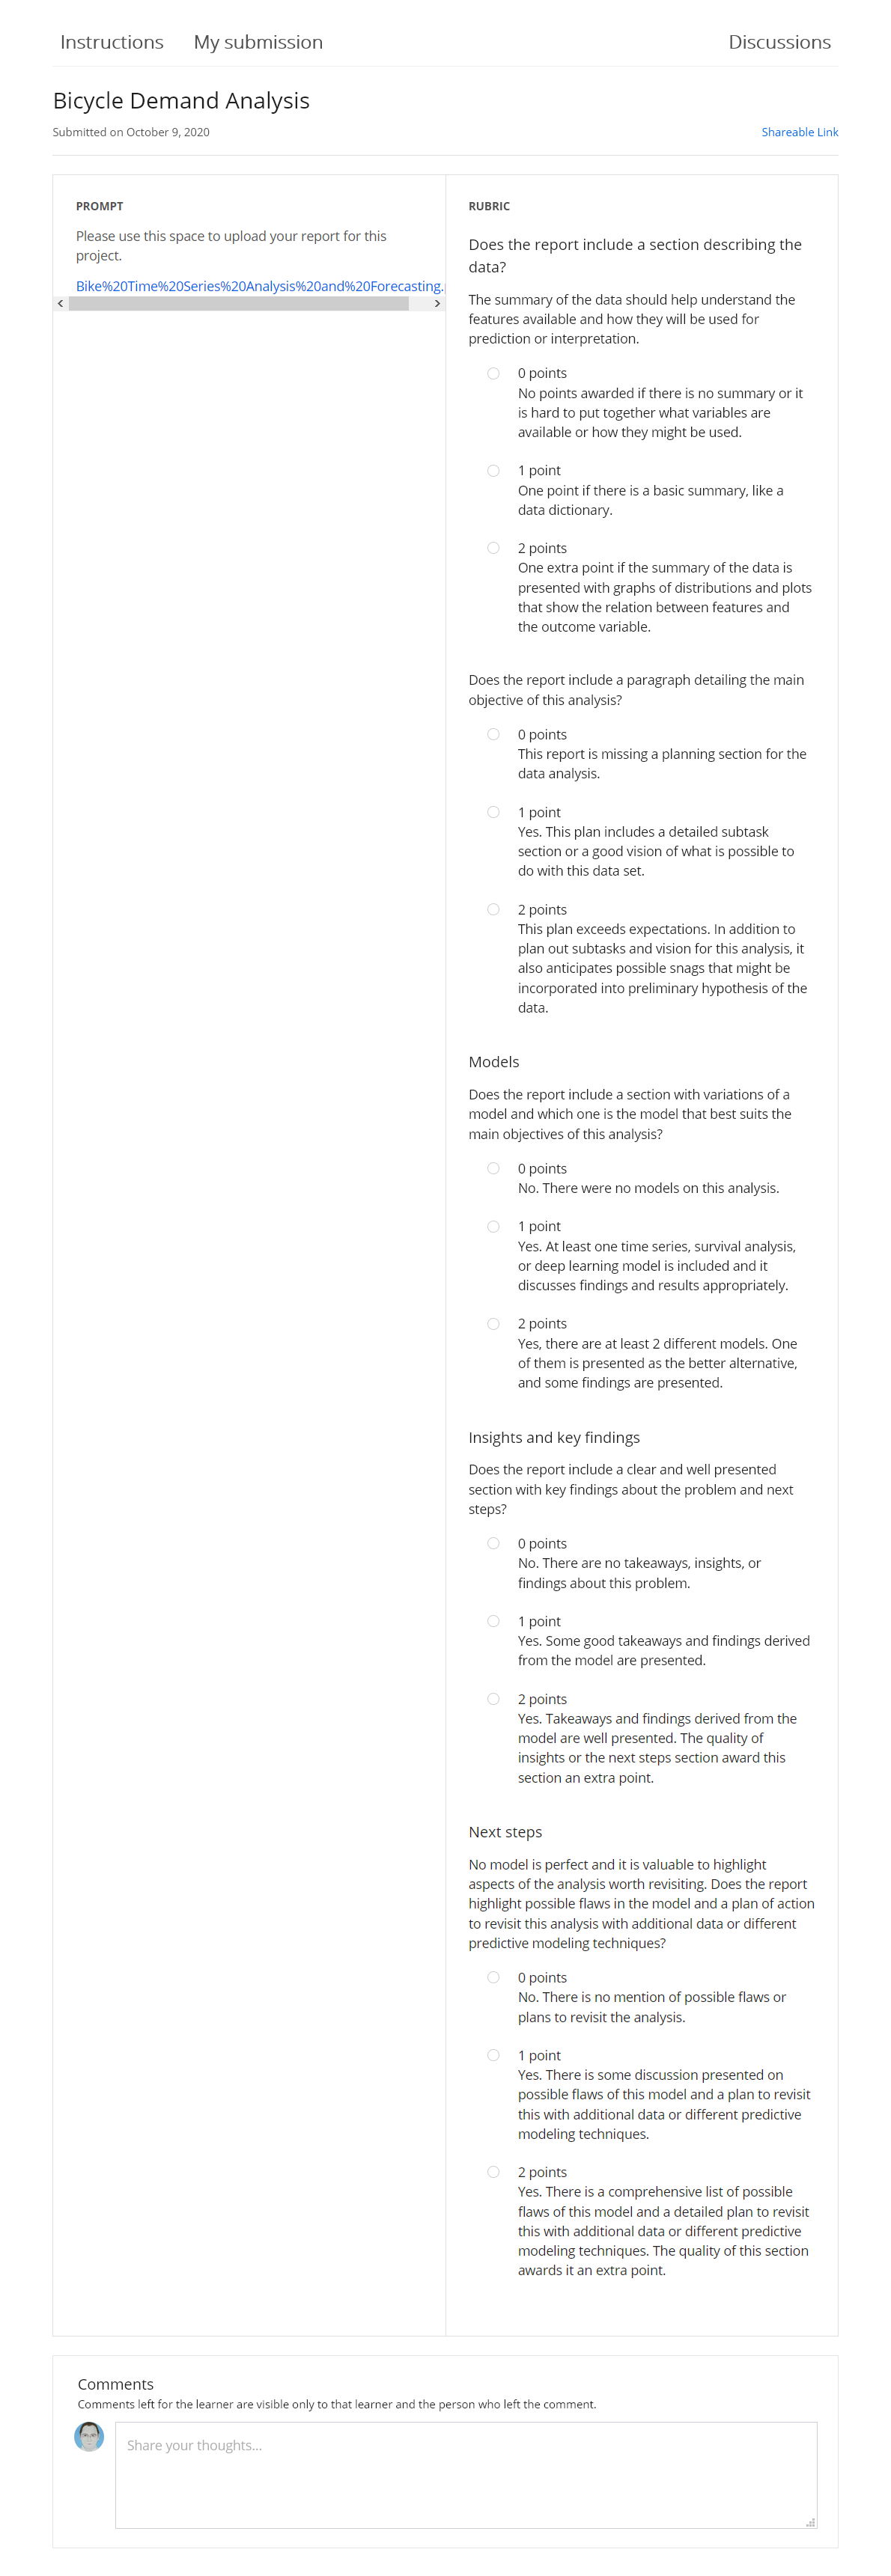 Instructions My submission Discussions
Bicycle Demand Analysis
Submitted on October 9, 2020 Shareable Link
PROMPT
Please use this space to upload your report for this
project.
Bike%20Time%20Series%20Analysis%20and%20Forecasting.
RUBRIC
Does the report include a section describing the
data?
The summary of the data should help understand the
features available and how they will be used for
prediction or interpretation.
0 points
No points awarded if there is no summary or it
is hard to put together what variables are
available or how they might be used.
1 point
One point if there is a basic summary, like a
data dictionary.
2 points
One extra point if the summary of the data is
presented with graphs of distributions and plots
that show the relation between features and
the outcome variable.
Does the report include a paragraph detailing the main
objective of this analysis?
0 points
This report is missing a planning section for the
data analysis.
1 point
Yes. This plan includes a detailed subtask
section or a good vision of what is possible to
do with this data set.
2 points
This plan exceeds expectations. In addition to
plan out subtasks and vision for this analysis, it
also anticipates possible snags that might be
incorporated into preliminary hypothesis of the
data.
Models
Does the report include a section with variations of a
model and which one is the model that best suits the
main objectives of this analysis?
0 points
No. There were no models on this analysis.
1 point
Yes. At least one time series, survival analysis,
or deep learning model is included and it
discusses findings and results appropriately.
2 points
Yes, there are at least 2 different models. One
of them is presented as the better alternative,
and some findings are presented.
Insights and key findings
Does the report include a clear and well presented
section with key findings about the problem and next
steps?
0 points
No. There are no takeaways, insights, or
findings about this problem.
1 point
Yes. Some good takeaways and findings derived
from the model are presented.
2 points
Yes. Takeaways and findings derived from the
model are well presented. The quality of
insights or the next steps section award this
section an extra point.
Next steps
No model is perfect and it is valuable to highlight
aspects of the analysis worth revisiting. Does the report
highlight possible flaws in the model and a plan of action
to revisit this analysis with additional data or different
predictive modeling techniques?
0 points
No. There is no mention of possible flaws or
plans to revisit the analysis.
1 point
Yes. There is some discussion presented on
possible flaws of this model and a plan to revisit
this with additional data or different predictive
modeling techniques.
2 points
Yes. There is a comprehensive list of possible
flaws of this model and a detailed plan to revisit
this with additional data or different predictive
modeling techniques. The quality of this section
awards it an extra point.
Comments
Comments left for the learner are visible only to that learner and the person who left the comment.
Share your thoughts...